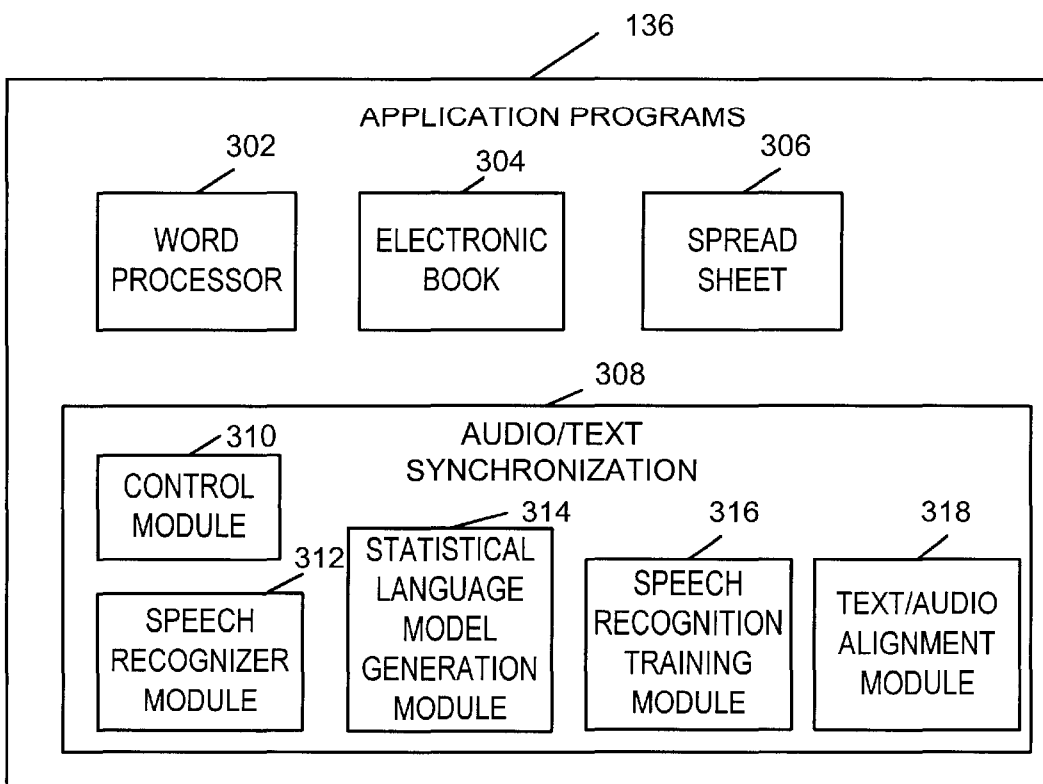 136
APPLICATION PROGRAMS
302
304
306
WORD
PROCESSOR
ELECTRONIC
BOOK
SPREAD
SHEET
308
AUDIO/TEXT
SYNCHRONIZATION
310
CONTROL
MODULE
312
SPEECH
RECOGNIZER
MODULE
314
STATISTICAL
LANGUAGE
MODEL
GENERATION
MODULE
316
SPEECH
RECOGNITION
TRAINING
MODULE
318
TEXT/AUDIO
ALIGNMENT
MODULE